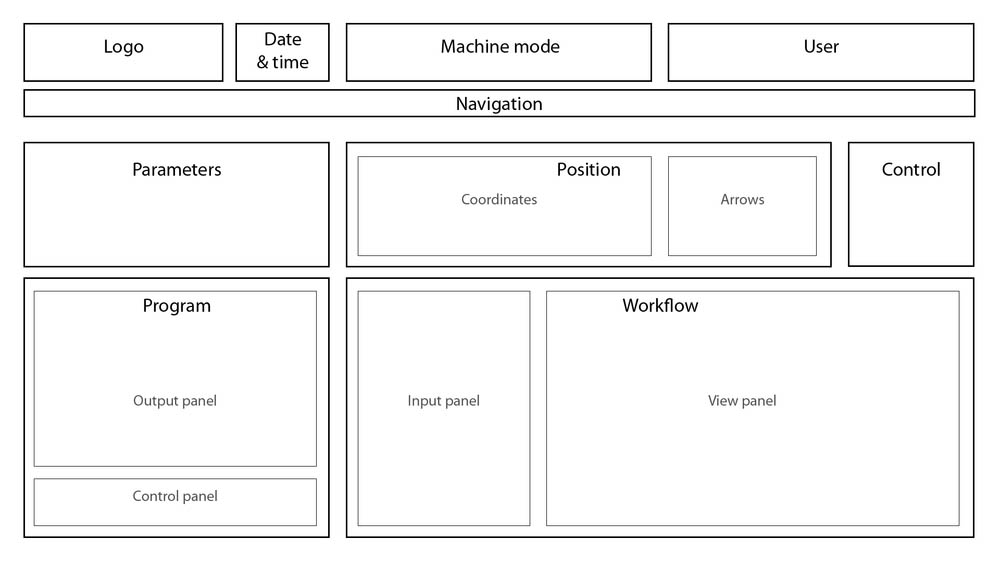 Logo
Date
& time
Machine mode
User
Navigation
Parameters
Position
Coordinates
Arrows
Control
Program
Output panel
Control panel
Workflow
Input panel
View panel